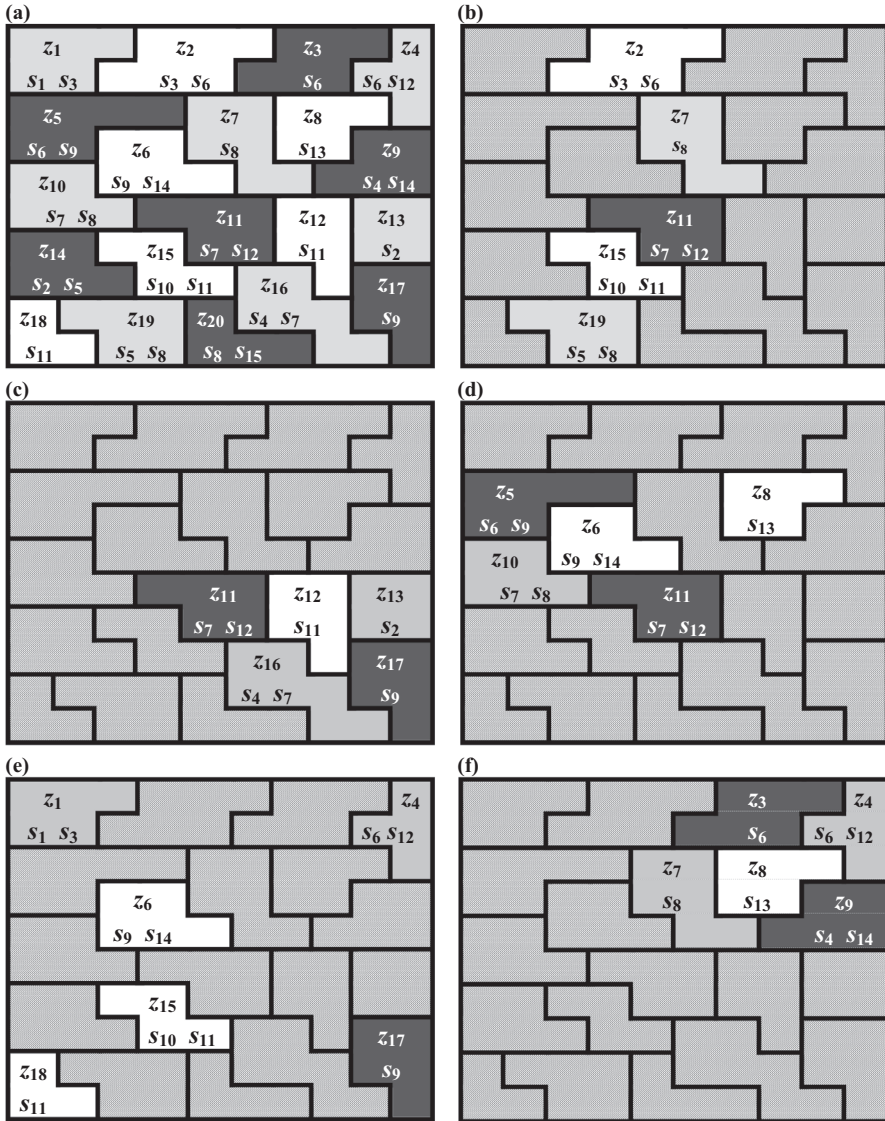 (a)
z1 z2 z3 z4
s1 s3 s3 s6 s6 s6 s12
z5 z7 z8
s6 s9 z6 s8 s13 z9
z10 s9 s14 s4 s14
s7 s8 z11 z12 z13
s7 s12 s11 s2
z14 z15
s2 s5 s10 s11 z16 z17
z18 z19 z20 s4 s7 s9
s11 s5 s8 s8 s15
(b)
z2
s3 s6
z7
s8
z11
s7 s12
z15
s10 s11
z19
s5 s8
(c)
z11 z12 z13
s7 s12 s11 s2
z16 z17
s4 s7 s9
(d)
z5 z8
s6 s9 z6 s13
z10 s9 s14
s7 s8 z11
s7 s12
(e)
z1 z4
s1 s3 s6 s12
z6
s9 s14
z15
s10 s11 z17
z18 s9
s11
(f)
z3 z4
s6 s6 s12
z7 z8
s8 s13 z9
s4 s14